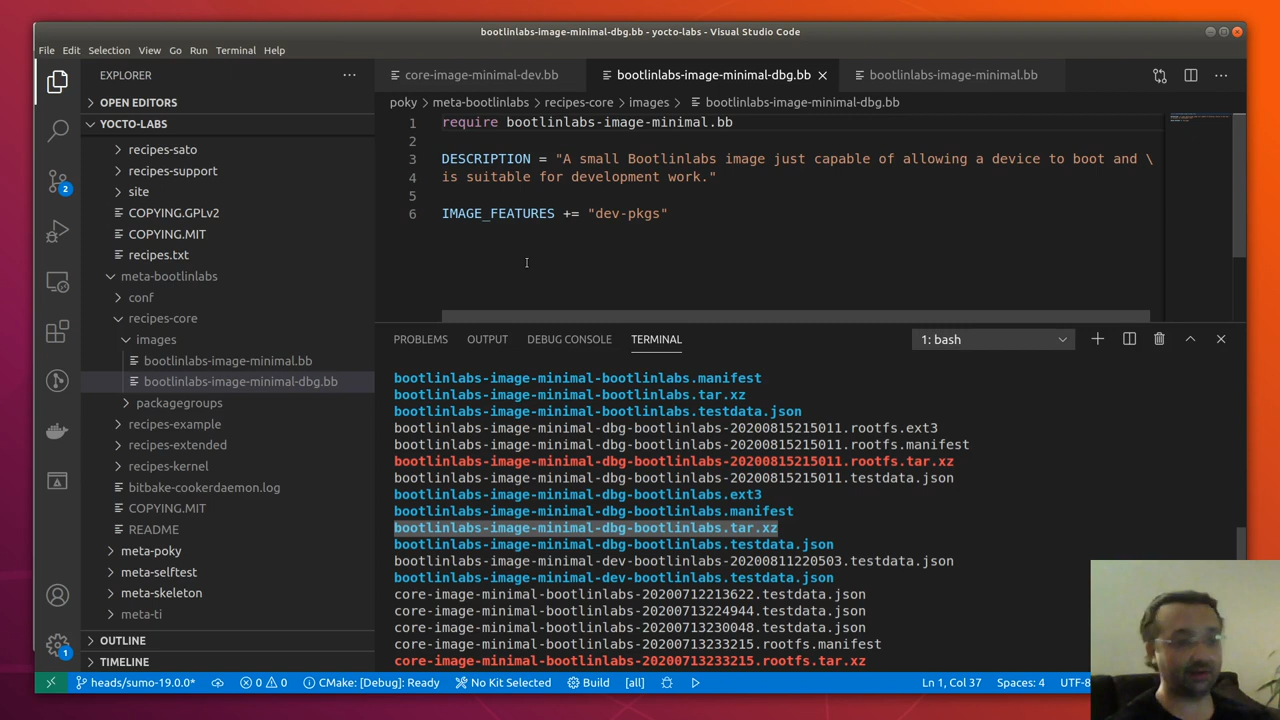 bootlinlabs-image-minimal-dbg.bb - yocto-labs - Visual Studio Code
File Edit Selection View Go Run Terminal Help
EXPLORER
core-image-minimal-dev.bb
bootlinlabs-image-minimal-dbg.bb
bootlinlabs-image-minimal.bb
OPEN EDITORS
poky > meta-bootlinlabs > recipes-core > images > bootlinlabs-image-minimal-dbg.bb
YOCTO-LABS
recipes-sato
recipes-support
site
COPYING.GPLv2
COPYING.MIT
recipes.txt
meta-bootlinlabs
conf
recipes-core
images
bootlinlabs-image-minimal.bb
bootlinlabs-image-minimal-dbg.bb
packagegroups
recipes-example
recipes-extended
recipes-kernel
bitbake-cookerdaemon.log
COPYING.MIT
README
meta-poky
meta-selftest
meta-skeleton
meta-ti
OUTLINE
TIMELINE
2
1
1 require bootlinlabs-image-minimal.bb
2
3 DESCRIPTION = "A small Bootlinlabs image just capable of allowing a device to boot and \
4 is suitable for development work."
5
6 IMAGE_FEATURES += "dev-pkgs"
PROBLEMS OUTPUT DEBUG CONSOLE TERMINAL 1: bash
bootlinlabs-image-minimal-bootlinlabs.manifest
bootlinlabs-image-minimal-bootlinlabs.tar.xz
bootlinlabs-image-minimal-bootlinlabs.testdata.json
bootlinlabs-image-minimal-dbg-bootlinlabs-20200815215011.rootfs.ext3
bootlinlabs-image-minimal-dbg-bootlinlabs-20200815215011.rootfs.manifest
bootlinlabs-image-minimal-dbg-bootlinlabs-20200815215011.rootfs.tar.xz
bootlinlabs-image-minimal-dbg-bootlinlabs-20200815215011.testdata.json
bootlinlabs-image-minimal-dbg-bootlinlabs.ext3
bootlinlabs-image-minimal-dbg-bootlinlabs.manifest
bootlinlabs-image-minimal-dbg-bootlinlabs.tar.xz
bootlinlabs-image-minimal-dbg-bootlinlabs.testdata.json
bootlinlabs-image-minimal-dev-bootlinlabs-20200811220503.testdata.json
bootlinlabs-image-minimal-dev-bootlinlabs.testdata.json
core-image-minimal-bootlinlabs-20200712213622.testdata.json
core-image-minimal-bootlinlabs-20200713224944.testdata.json
core-image-minimal-bootlinlabs-20200713230048.testdata.json
core-image-minimal-bootlinlabs-20200713233215.rootfs.manifest
core-image-minimal-bootlinlabs-20200713233215.rootfs.tar.xz
heads/sumo-19.0.0* 0 0 CMake: [Debug]: Ready No Kit Selected Build [all] Ln 1, Col 37 Spaces: 4 UTF-8